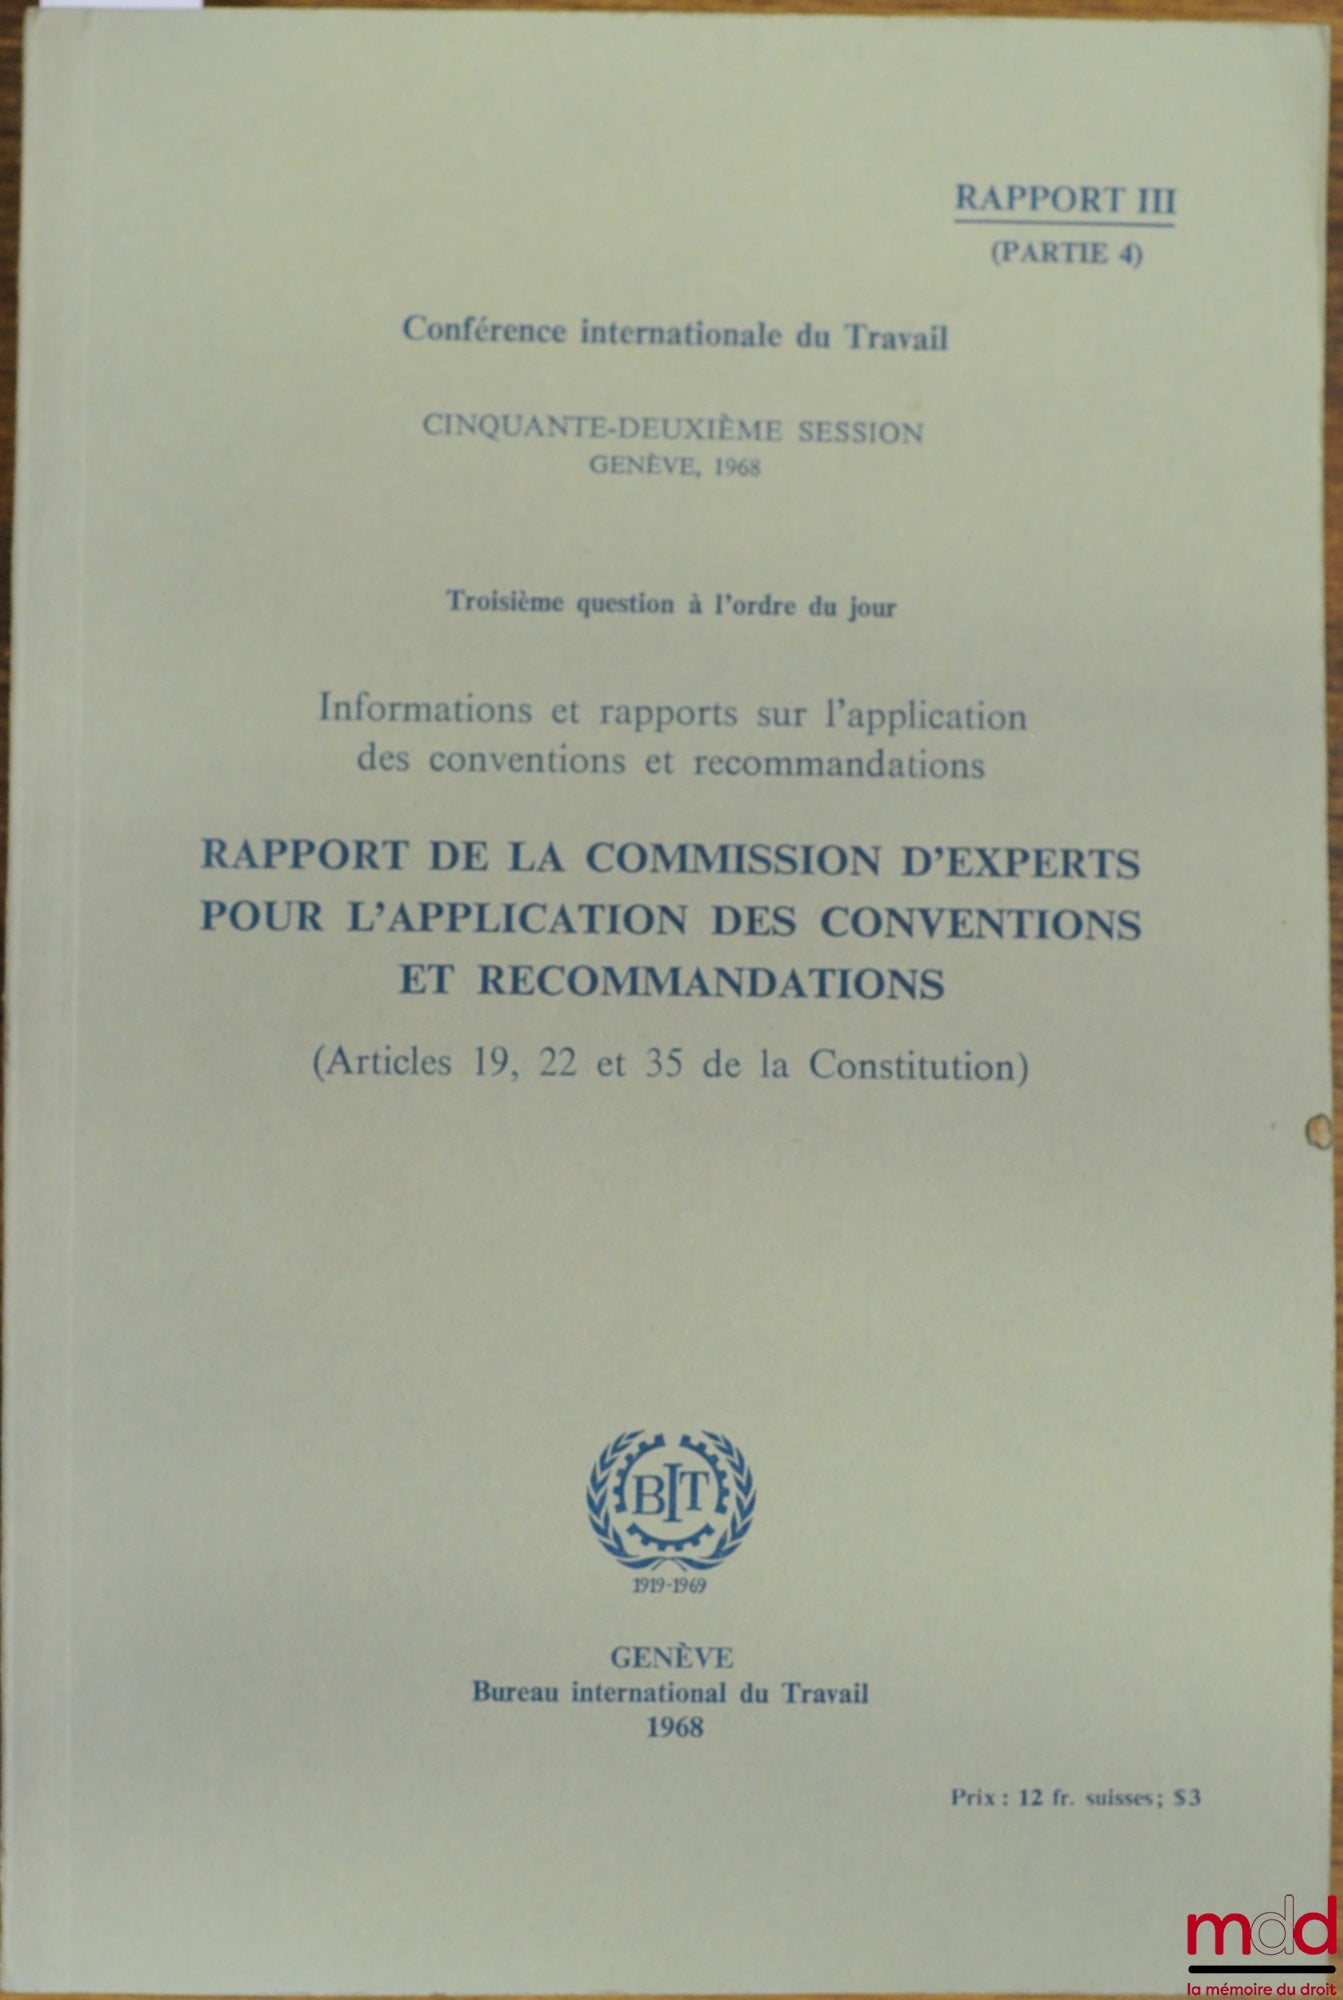 RAPPORT III
(PARTIE 4)
Conférence internationale du Travail
CINQUANTE-DEUXIÈME SESSION
GENÈVE, 1968
Troisième question à l'ordre du jour
Informations et rapports sur l'application
des conventions et recommandations
RAPPORT DE LA COMMISSION D'EXPERTS
POUR L'APPLICATION DES CONVENTIONS
ET RECOMMANDATIONS
(Articles 19, 22 et 35 de la Constitution)
BIT
1919-1969
GENÈVE
Bureau international du Travail
1968
Prix : 12 fr. suisses; $3
mdd
la mémoire du droit